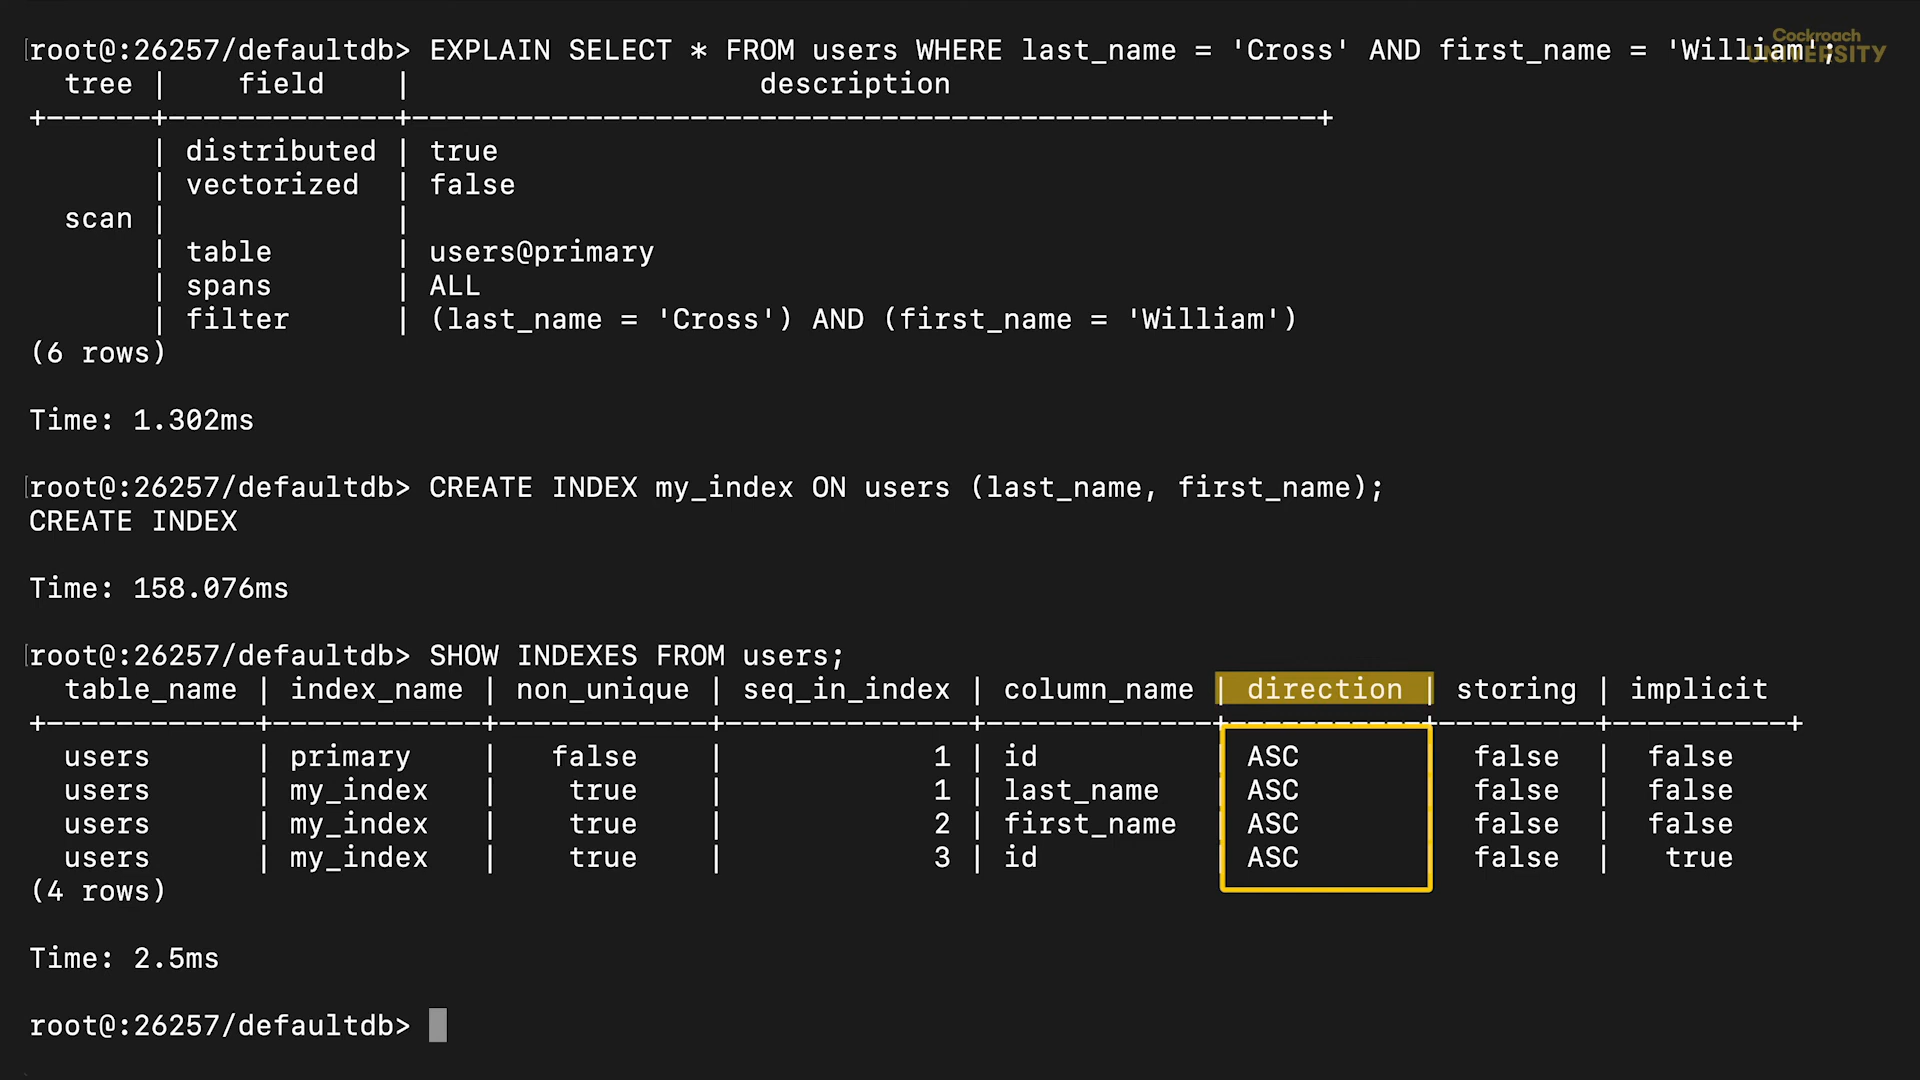 root@:26257/defaultdb> EXPLAIN SELECT * FROM users WHERE last_name = 'Cross' AND first_name = 'William';
Cockroach
UNIVERSITY
  tree |    field    |                    description
+------+-------------+----------------------------------------------------+
       | distributed | true
       | vectorized  | false
  scan |             |
       | table       | users@primary
       | spans       | ALL
       | filter      | (last_name = 'Cross') AND (first_name = 'William')
(6 rows)
Time: 1.302ms
root@:26257/defaultdb> CREATE INDEX my_index ON users (last_name, first_name);
CREATE INDEX
Time: 158.076ms
root@:26257/defaultdb> SHOW INDEXES FROM users;
  table_name | index_name | non_unique | seq_in_index | column_name | direction | storing | implicit
+------------+------------+------------+--------------+-------------+-----------+---------+----------+
  users      | primary    |   false    |            1 | id          | ASC       |  false  |  false
  users      | my_index   |    true    |            1 | last_name   | ASC       |  false  |  false
  users      | my_index   |    true    |            2 | first_name  | ASC       |  false  |  false
  users      | my_index   |    true    |            3 | id          | ASC       |  false  |   true
(4 rows)
Time: 2.5ms
root@:26257/defaultdb>